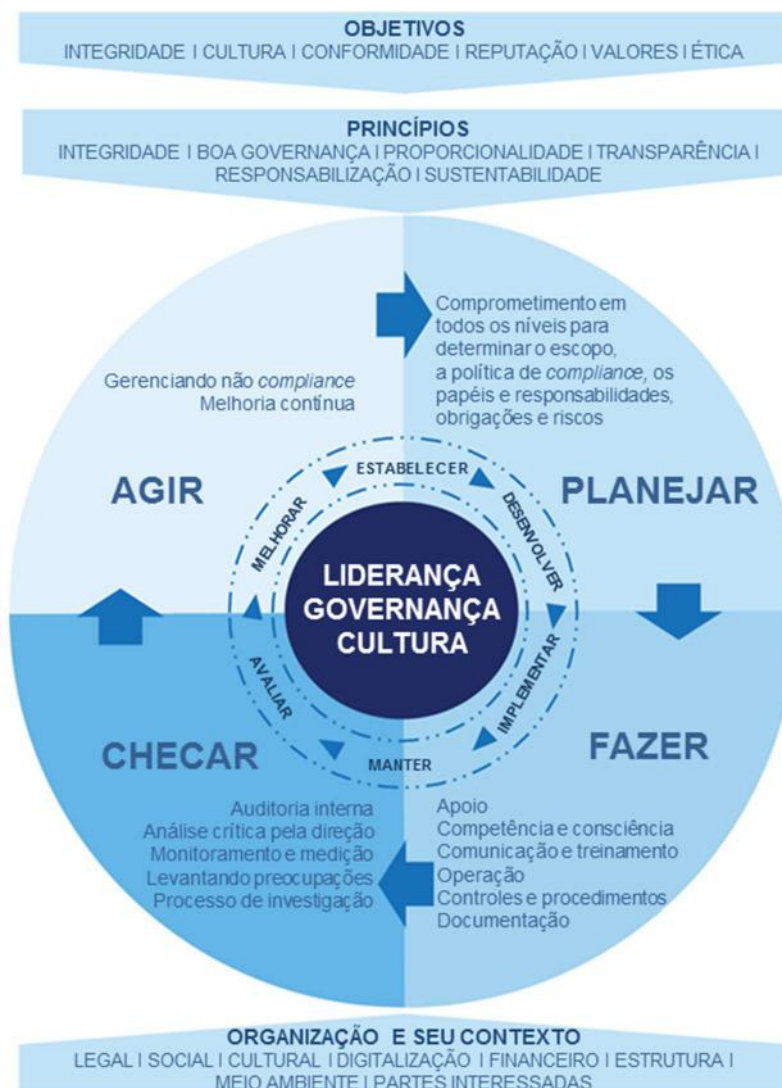 OBJETIVOS
INTEGRIDADE I CULTURA I CONFORMIDADE I REPUTAÇÃO I VALORES I ÉTICA
PRINCÍPIOS
INTEGRIDADE I BOA GOVERNANÇA I PROPORCIONALIDADE I TRANSPARÊNCIA I
RESPONSABILIZAÇÃO I SUSTENTABILIDADE
Comprometimento em
todos os níveis para
determinar o escopo,
a política de compliance, os
papéis e responsabilidades,
obrigações e riscos
Gerenciando não compliance
Melhoria contínua
AGIR
PLANEJAR
ESTABELECER
DESENVOLVER
IMPLEMENTAR
MANTER
AVALIAR
MELHORAR
LIDERANÇA
GOVERNANÇA
CULTURA
CHECAR
FAZER
Auditoria interna
Análise crítica pela direção
Monitoramento e medição
Levantando preocupações
Processo de investigação
Apoio
Competência e consciência
Comunicação e treinamento
Operação
Controles e procedimentos
Documentação
ORGANIZAÇÃO E SEU CONTEXTO
LEGAL I SOCIAL I CULTURAL I DIGITALIZAÇÃO I FINANCEIRO I ESTRUTURA I
MEIO AMBIENTE I PARTES INTERESSADAS